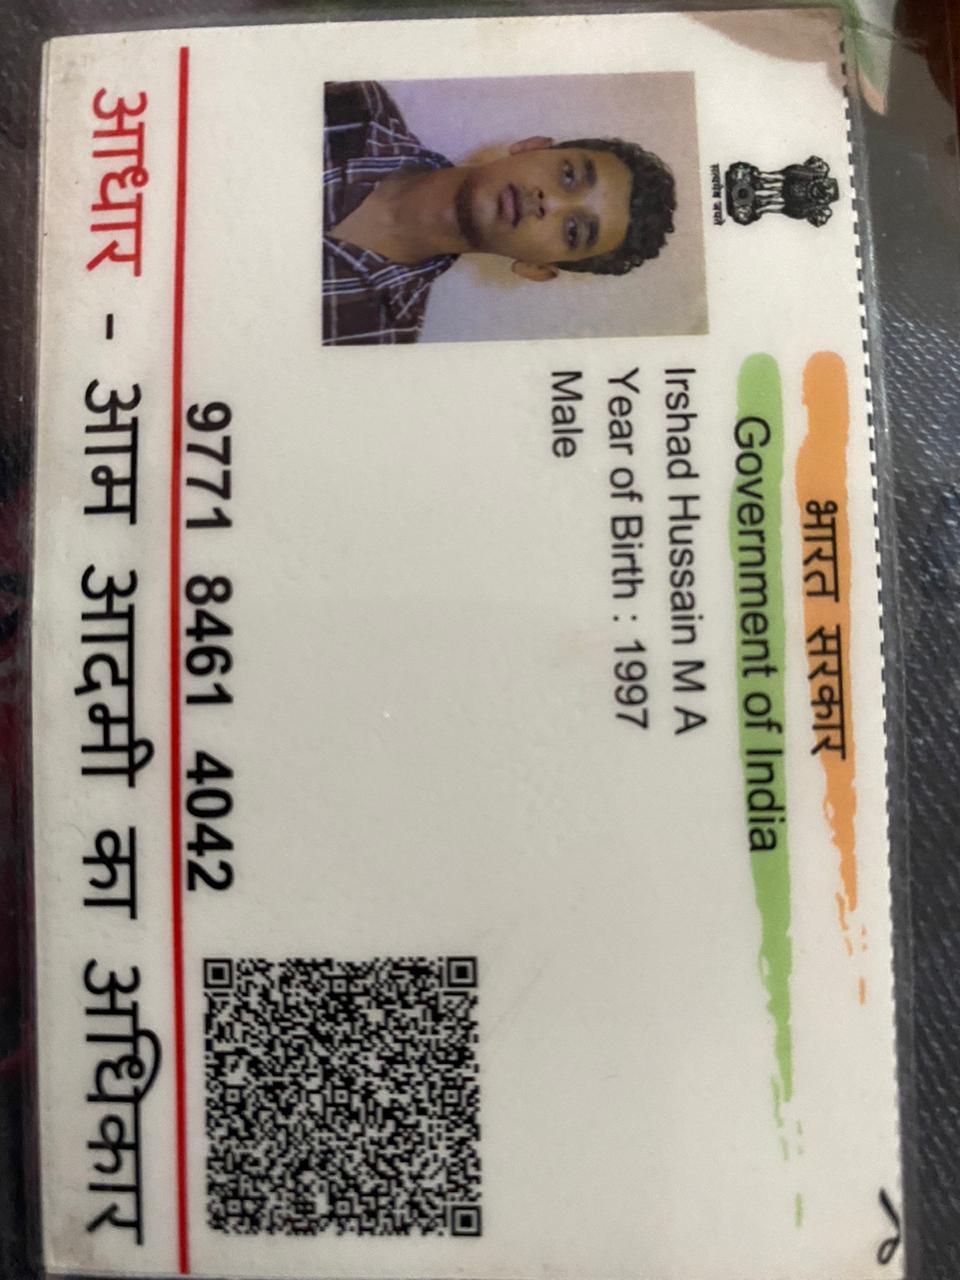 भारत सरकार
Government of India
सत्यमेव जयते
Irshad Hussain M A
Year of Birth : 1997
Male
9771 8461 4042
आधार - आम आदमी का अधिकार